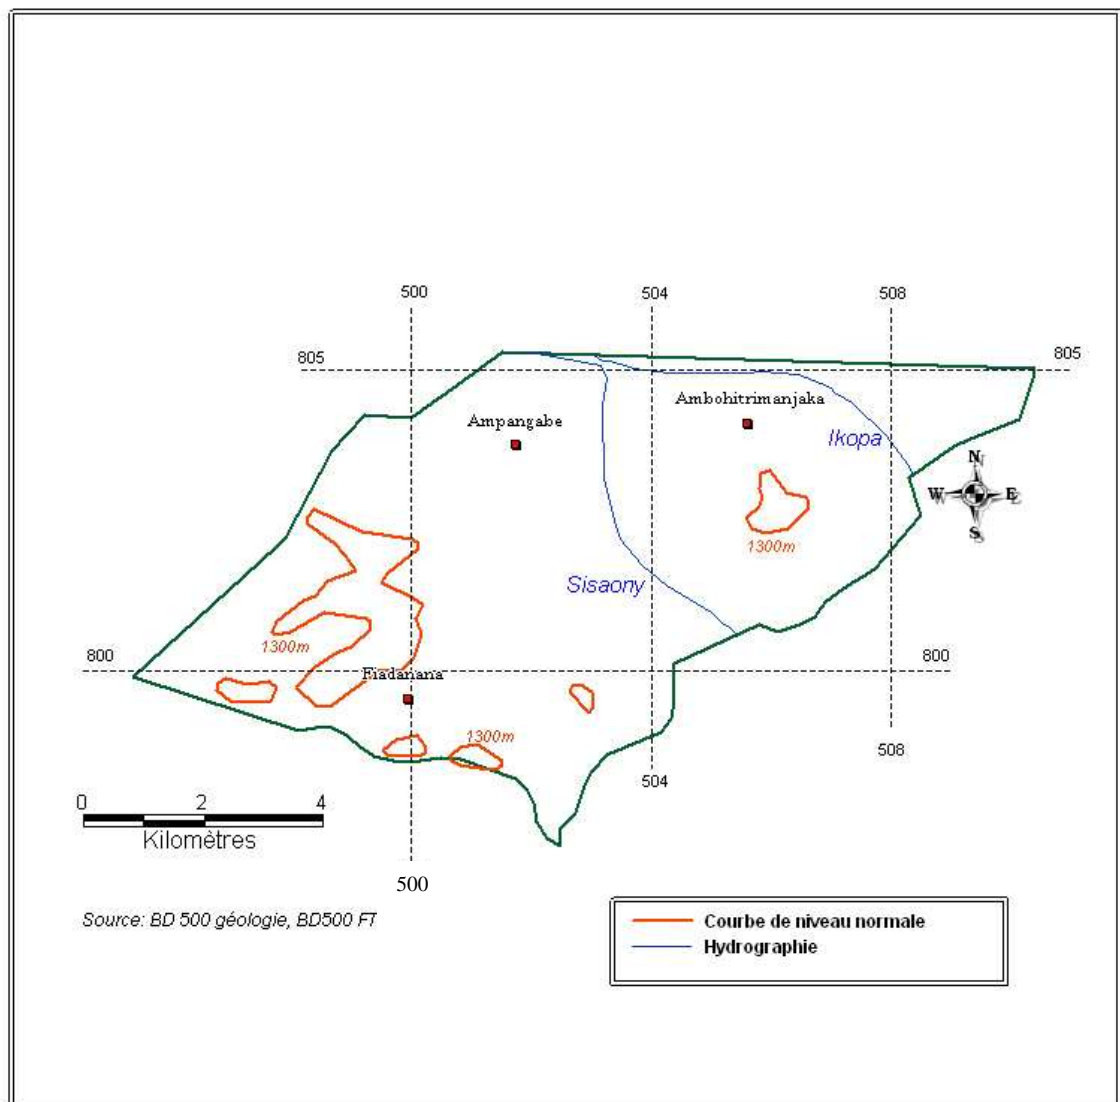 500
504
508
805
805
Ambohitrimanjaka
Ampangabe
Ikopa
N
W
E
S
1300m
Sisaony
1300m
800
800
Fiadanana
1300m
508
504
0 2 4
Kilomètres
500
Source: BD 500 géologie, BD500 FT
Courbe de niveau normale
Hydrographie